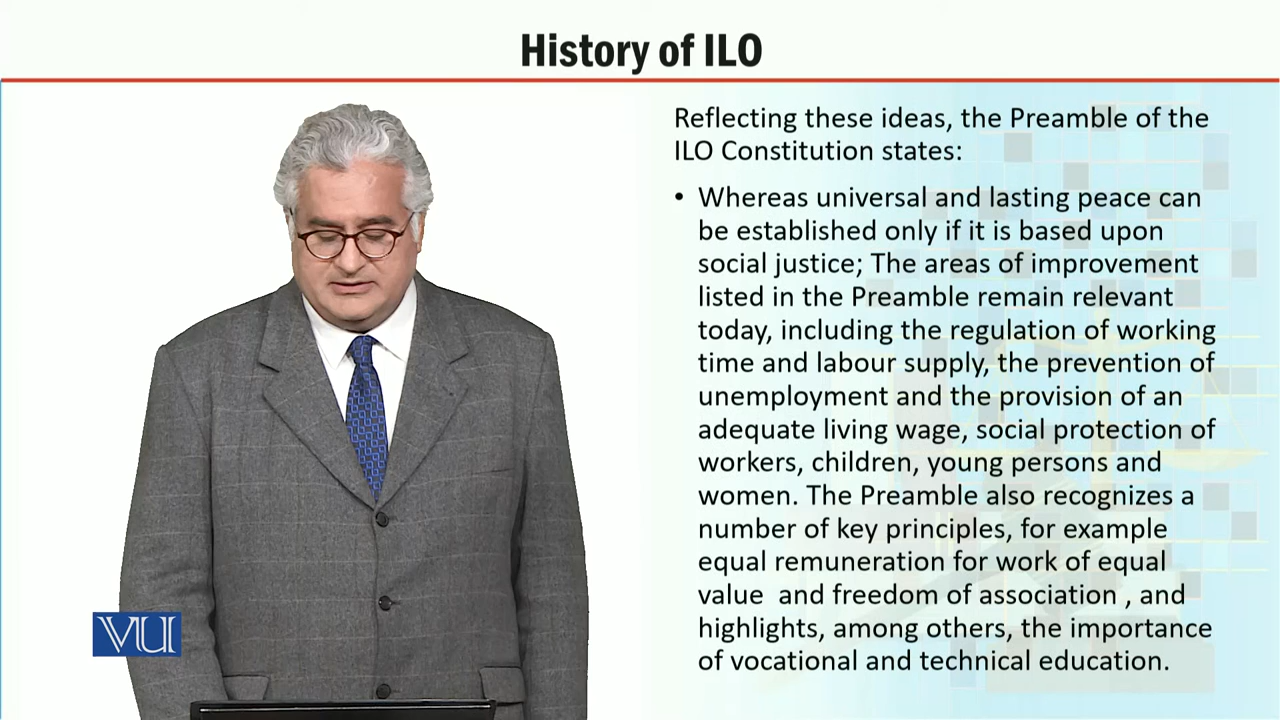 History of ILO
Reflecting these ideas, the Preamble of the
ILO Constitution states:
• Whereas universal and lasting peace can
be established only if it is based upon
social justice; The areas of improvement
listed in the Preamble remain relevant
today, including the regulation of working
time and labour supply, the prevention of
unemployment and the provision of an
adequate living wage, social protection of
workers, children, young persons and
women. The Preamble also recognizes a
number of key principles, for example
equal remuneration for work of equal
value  and freedom of association , and
highlights, among others, the importance
of vocational and technical education.
VU